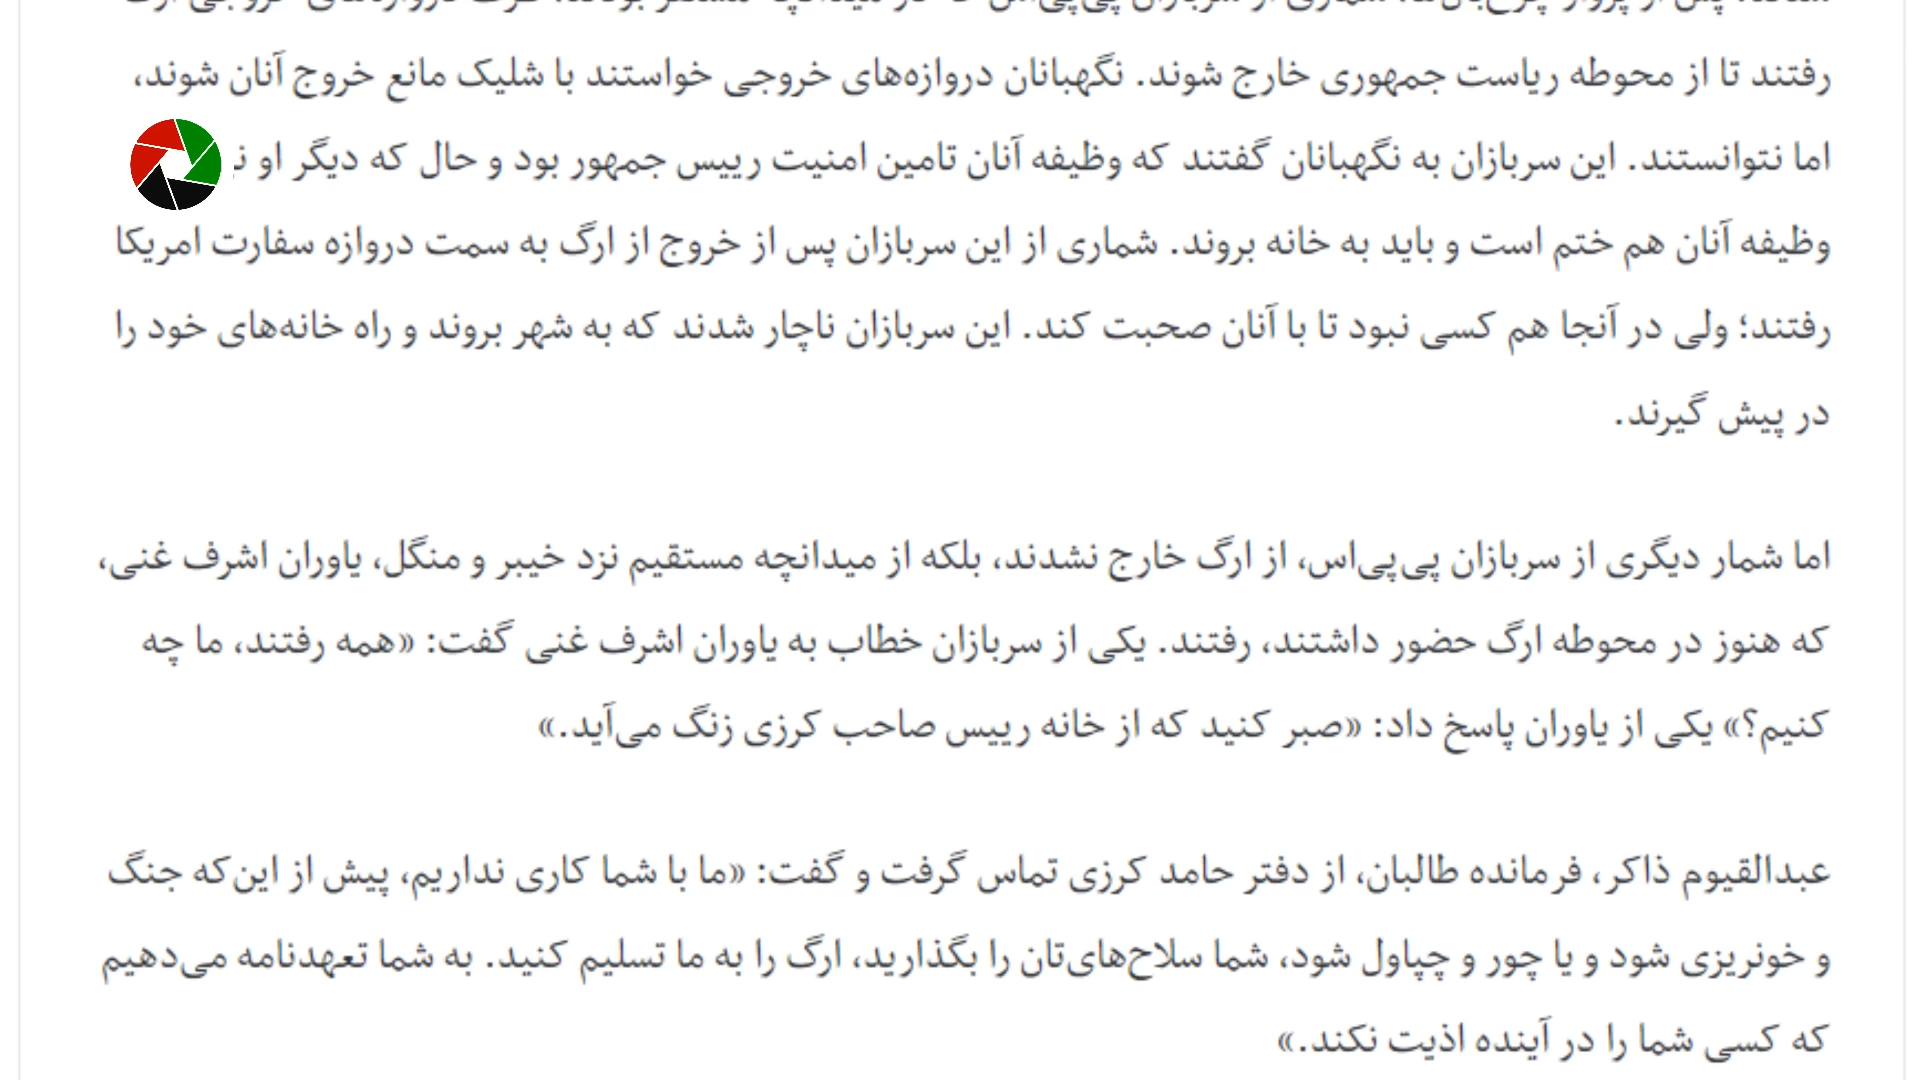 رفتند تا از محوطه ریاست جمهوری خارج شوند. نگهبانان دروازه‌های خروجی خواستند با شلیک مانع خروج آنان شوند،
اما نتوانستند. این سربازان به نگهبانان گفتند که وظیفه آنان تامین امنیت رییس جمهور بود و حال که دیگر او
وظیفه آنان هم ختم است و باید به خانه بروند. شماری از این سربازان پس از خروج از ارگ به سمت دروازه سفارت امریکا
رفتند؛ ولی در آنجا هم کسی نبود تا با آنان صحبت کند. این سربازان ناچار شدند که به شهر بروند و راه خانه‌های خود را
در پیش گیرند.
اما شمار دیگری از سربازان پی‌پی‌اس، از ارگ خارج نشدند، بلکه از میدانچه مستقیم نزد خیبر و منگل، یاوران اشرف غنی،
که هنوز در محوطه ارگ حضور داشتند، رفتند. یکی از سربازان خطاب به یاوران اشرف غنی گفت: «همه رفتند، ما چه
کنیم؟» یکی از یاوران پاسخ داد: «صبر کنید که از خانه رییس صاحب کرزی زنگ می‌آید.»
عبدالقیوم ذاکر، فرمانده طالبان، از دفتر حامد کرزی تماس گرفت و گفت: «ما با شما کاری نداریم، پیش از این‌که جنگ
و خونریزی شود و یا چور و چپاول شود، شما سلاح‌های‌تان را بگذارید، ارگ را به ما تسلیم کنید. به شما تعهدنامه می‌دهیم
که کسی شما را در آینده اذیت نکند.»